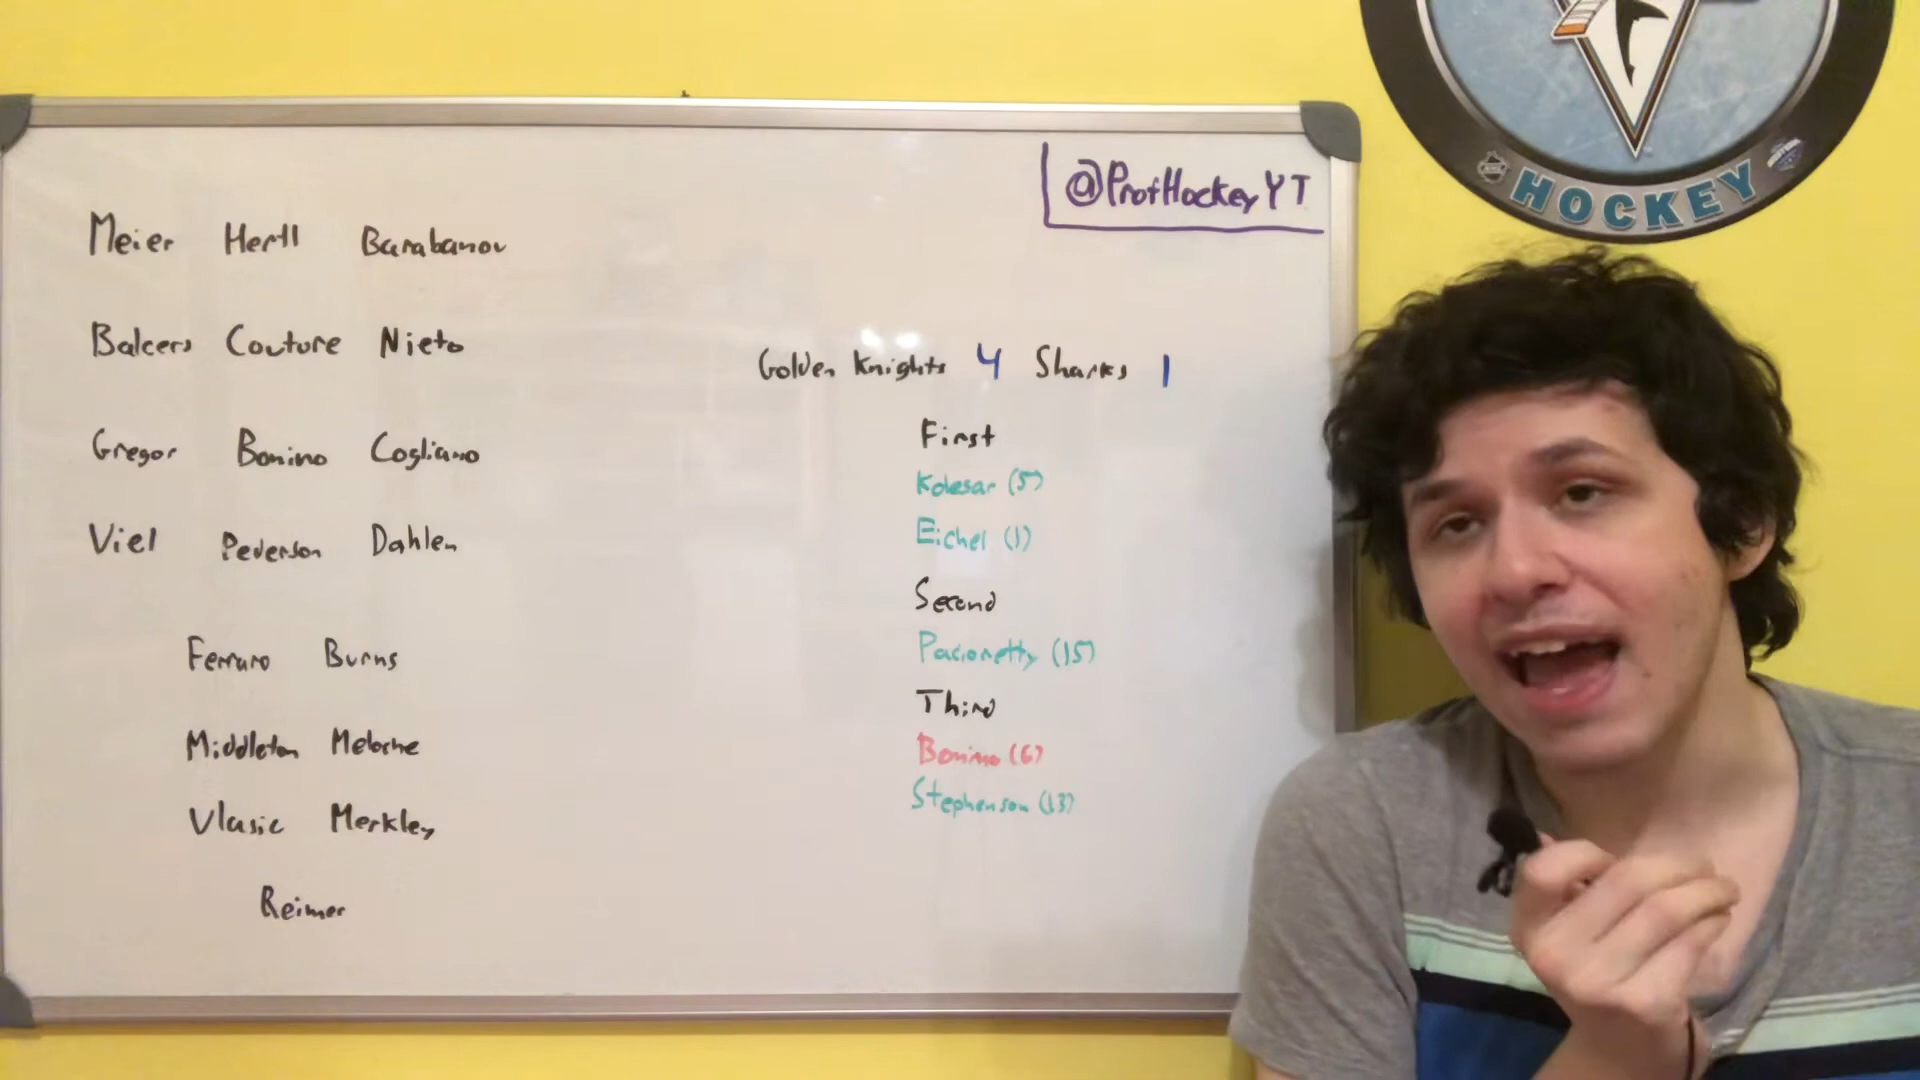 HOCKEY
@ProfHockeyYT
Meier Hertl Barabanov
Balcers Couture Nieto
Gregor Bonino Cogliano
Viel Pederson Dahlen
Ferraro Burns
Middleton Meloche
Vlasic Merkley
Reimer
Golden Knights 4 Sharks 1
First
Kolesar (5)
Eichel (1)
Second
Pacioretty (15)
Third
Bonino (6)
Stephenson (13)